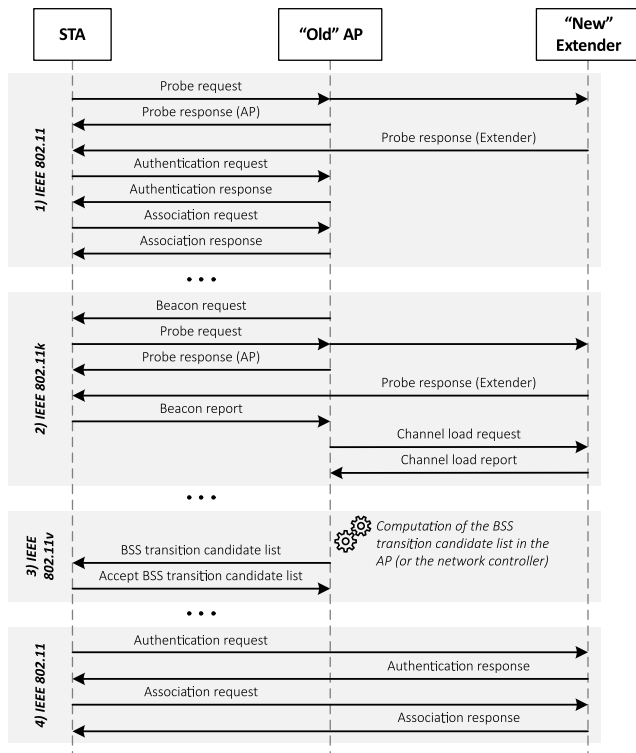 STA
“Old” AP
“New”
Extender
1) IEEE 802.11
Probe request
Probe response (AP)
Probe response (Extender)
Authentication request
Authentication response
Association request
Association response
• • •
2) IEEE 802.11k
Beacon request
Probe request
Probe response (AP)
Probe response (Extender)
Beacon report
Channel load request
Channel load report
• • •
3) IEEE
802.11v
Computation of the BSS
transition candidate list in the
AP (or the network controller)
BSS transition candidate list
Accept BSS transition candidate list
• • •
4) IEEE 802.11
Authentication request
Authentication response
Association request
Association response